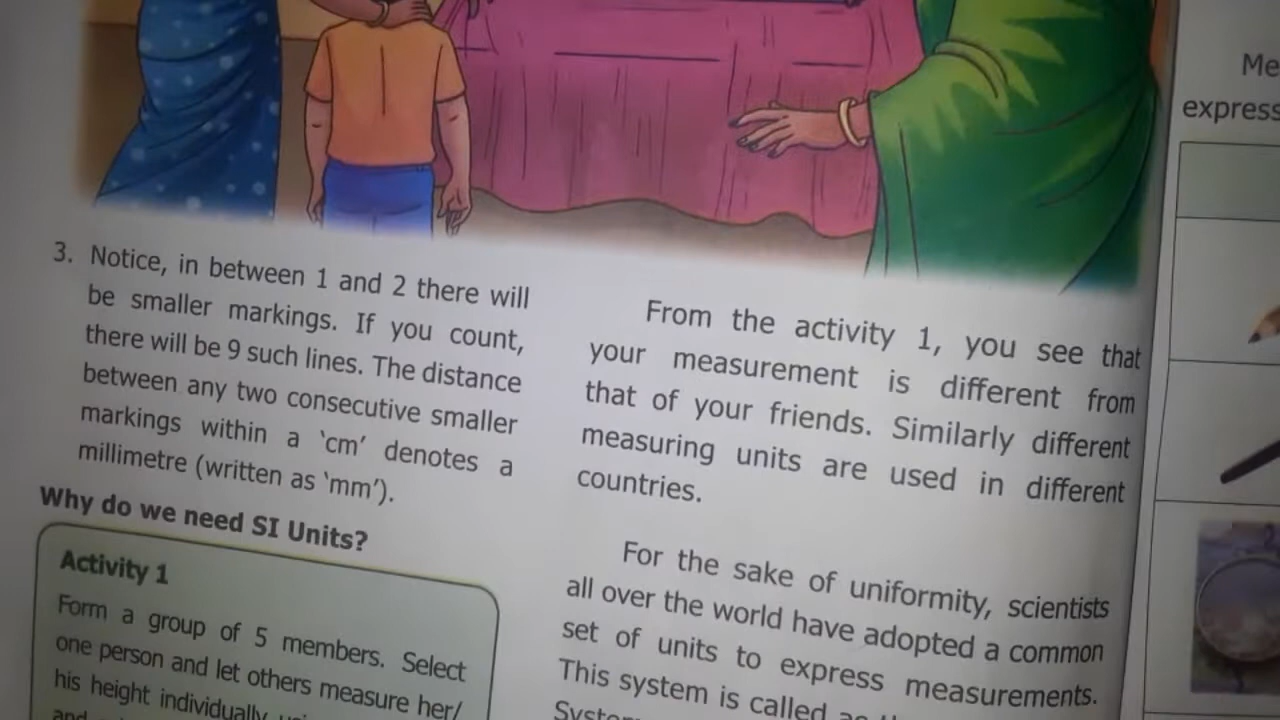 3. Notice, in between 1 and 2 there will
be smaller markings. If you count,
there will be 9 such lines. The distance
between any two consecutive smaller
markings within a ‘cm’ denotes a
millimetre (written as ‘mm’).
Why do we need SI Units?
Activity 1
Form a group of 5 members. Select
one person and let others measure her/
his height individually
From the activity 1, you see that
your measurement is different from
that of your friends. Similarly different
measuring units are used in different
countries.
For the sake of uniformity, scientists
all over the world have adopted a common
set of units to express measurements.
This system is called as
Me
express